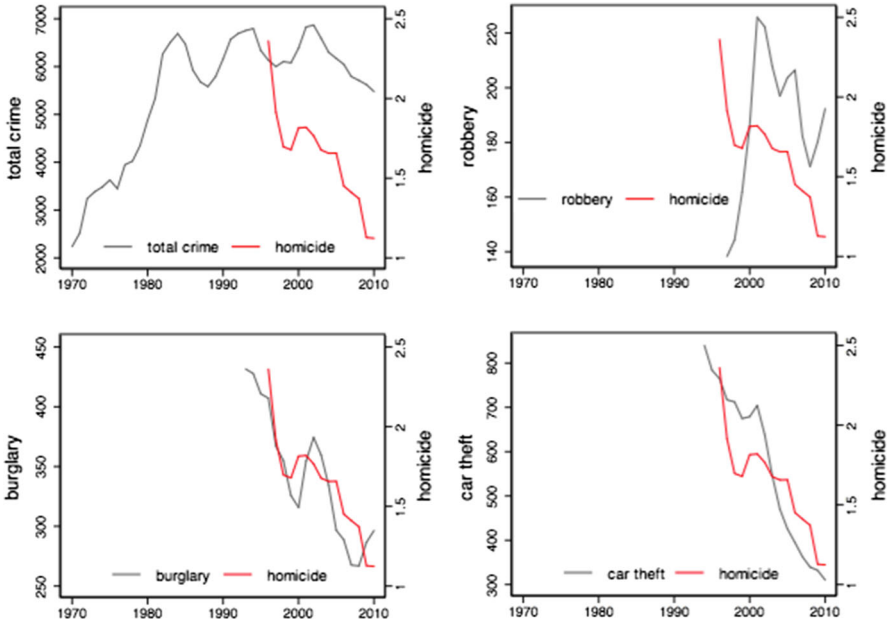 total crime
7000
6000
5000
4000
3000
2000
2.5
2
1.5
1
homicide
total crime homicide
1970 1980 1990 2000 2010
robbery
220
200
180
160
140
2.5
2
1.5
1
homicide
robbery homicide
1970 1980 1990 2000 2010
burglary
450
400
350
300
250
2.5
2
1.5
1
homicide
burglary homicide
1970 1980 1990 2000 2010
car theft
800
700
600
500
400
300
2.5
2
1.5
1
homicide
car theft homicide
1970 1980 1990 2000 2010